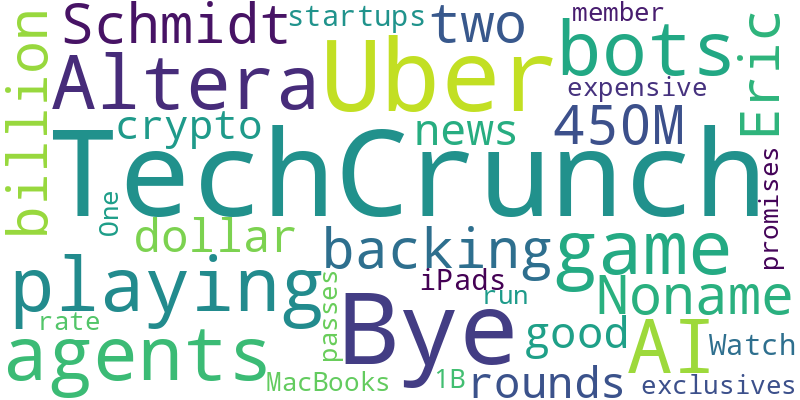 Schmidt
startups
two
member
billion
Altera
Uber
bots
Eric
expensive
crypto
news
450M
TechCrunch
promises
One
dollar
backing
game
playing
iPads
Noname
passes
Bye
run
rate
good
AI
Watch
agents
MacBooks
1B
rounds
exclusives